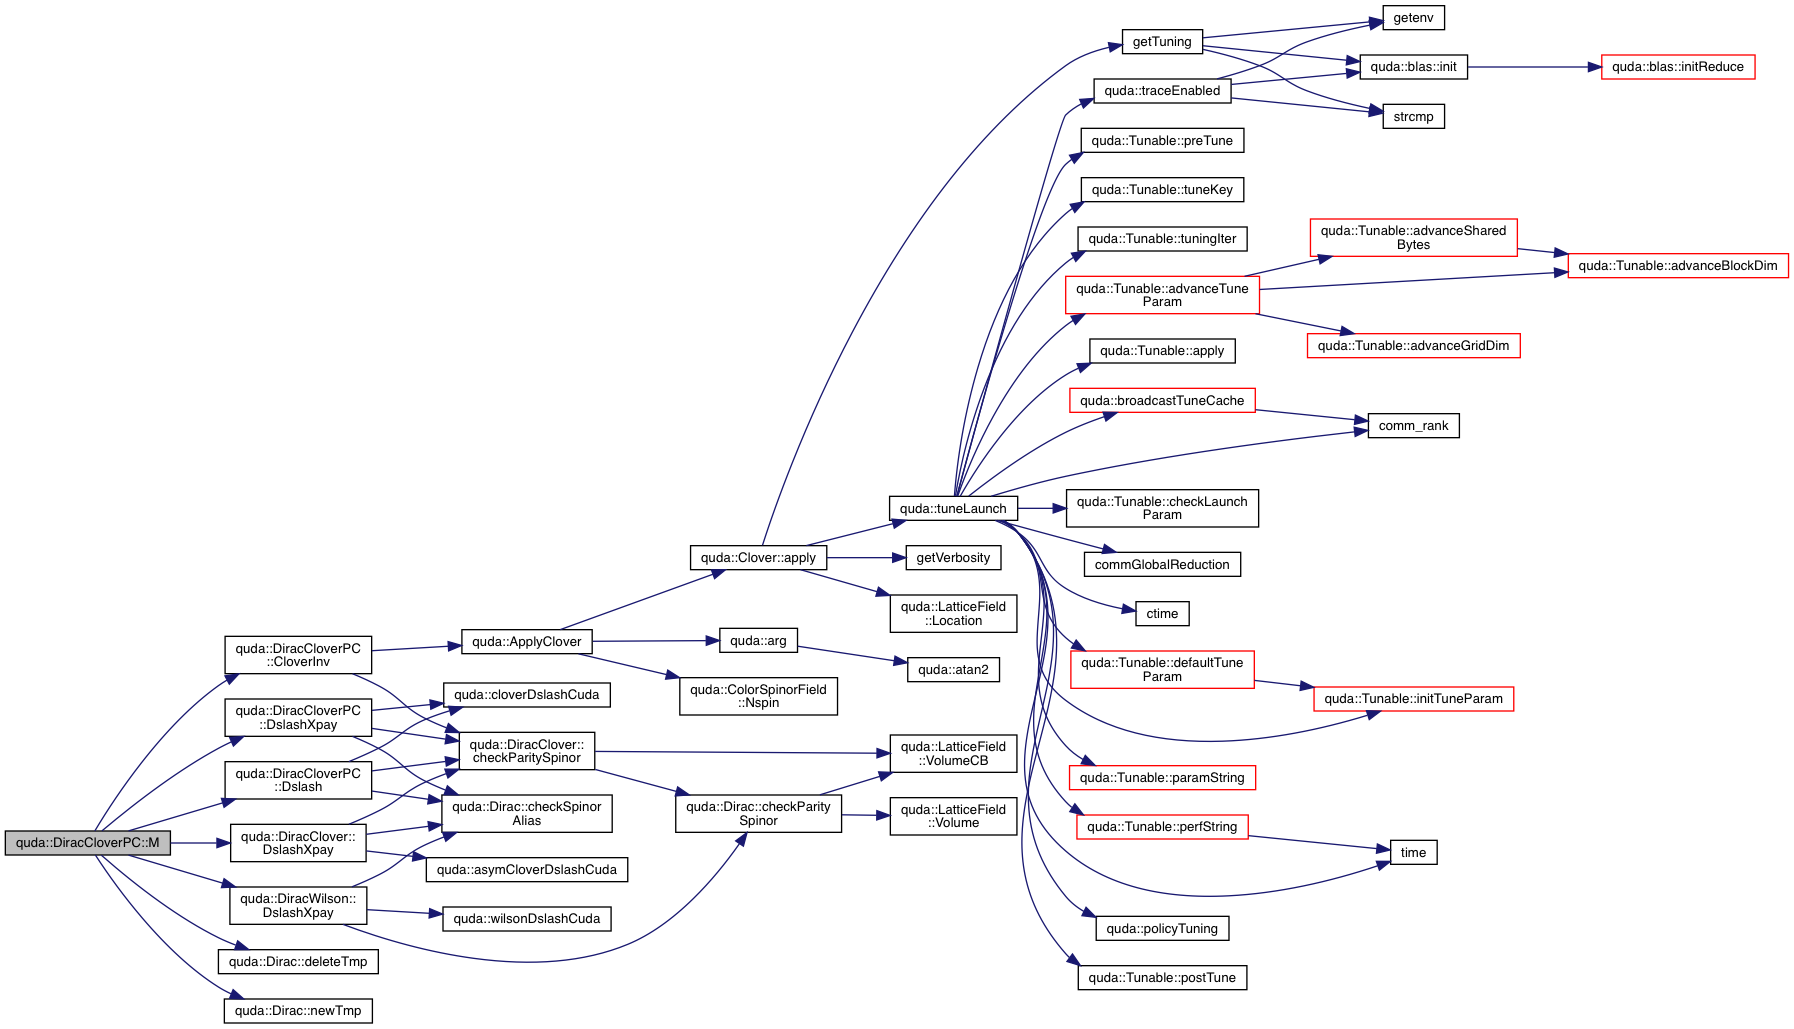 quda::DiracCloverPC::M
quda::DiracCloverPC
::CloverInv
quda::DiracCloverPC
::DslashXpay
quda::DiracCloverPC
::Dslash
quda::DiracClover::
DslashXpay
quda::DiracWilson::
DslashXpay
quda::Dirac::deleteTmp
quda::Dirac::newTmp
quda::ApplyClover
quda::cloverDslashCuda
quda::DiracClover::
checkParitySpinor
quda::Dirac::checkSpinor
Alias
quda::asymCloverDslashCuda
quda::wilsonDslashCuda
quda::Clover::apply
quda::arg
quda::ColorSpinorField
::Nspin
quda::Dirac::checkParity
Spinor
quda::tuneLaunch
getVerbosity
quda::LatticeField
::Location
quda::atan2
quda::LatticeField
::VolumeCB
quda::LatticeField
::Volume
getTuning
quda::traceEnabled
quda::Tunable::preTune
quda::Tunable::tuneKey
quda::Tunable::tuningIter
quda::Tunable::advanceTune
Param
quda::Tunable::apply
quda::broadcastTuneCache
quda::Tunable::checkLaunch
Param
commGlobalReduction
ctime
quda::Tunable::defaultTune
Param
quda::Tunable::paramString
quda::Tunable::perfString
quda::policyTuning
quda::Tunable::postTune
getenv
quda::blas::init
strcmp
quda::Tunable::advanceShared
Bytes
quda::Tunable::advanceGridDim
comm_rank
quda::Tunable::initTuneParam
time
quda::blas::initReduce
quda::Tunable::advanceBlockDim